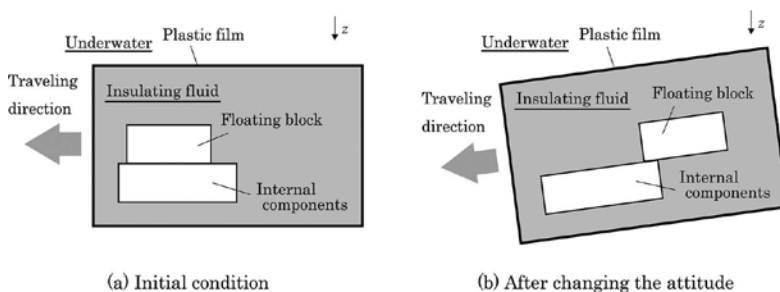 z
Underwater
Plastic film
Traveling
direction
Insulating fluid
Floating block
Internal
components
(a) Initial condition
z
Underwater
Plastic film
Traveling
direction
Insulating fluid
Floating block
Internal
components
(b) After changing the attitude